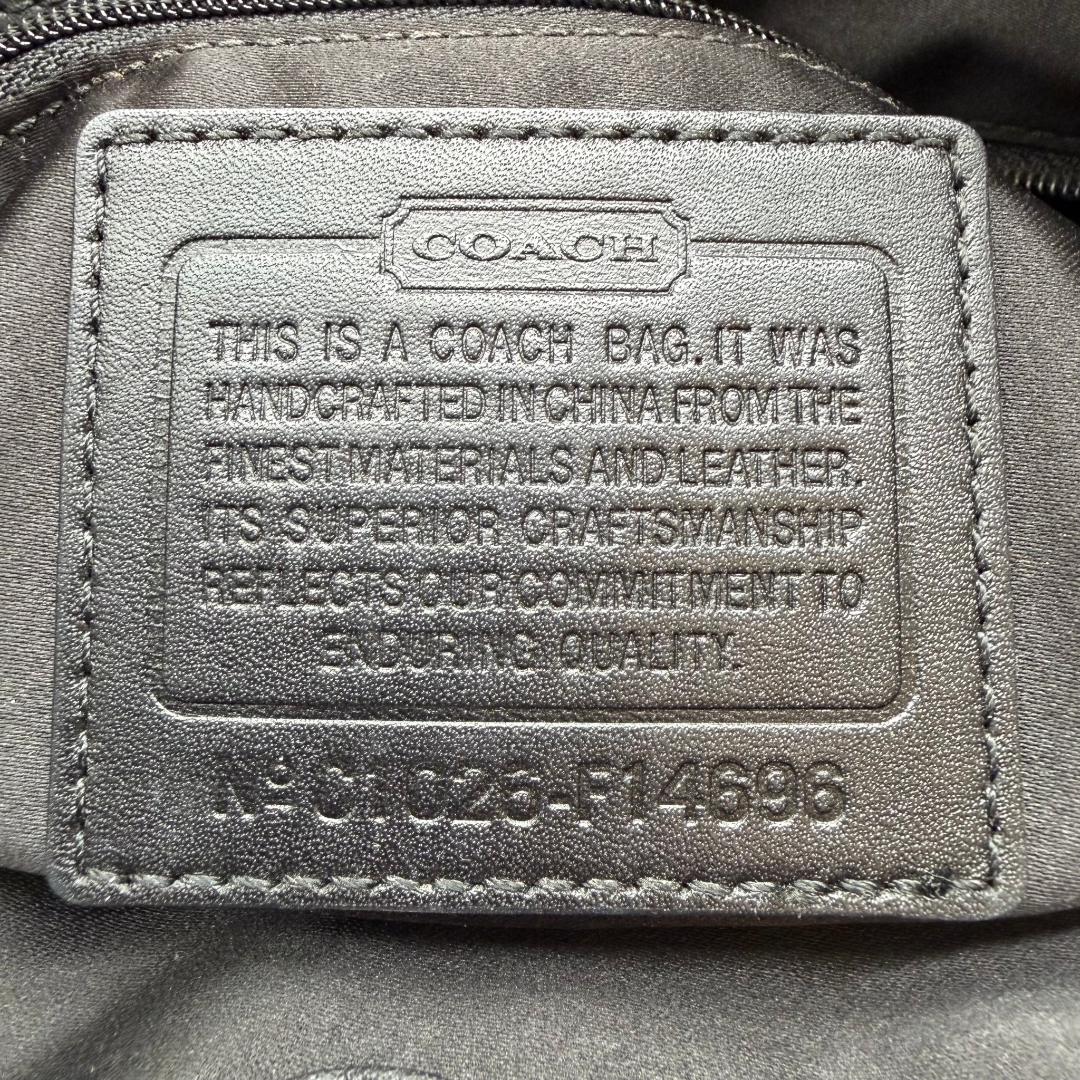 COACH
THIS IS A COACH BAG. IT WAS
HANDCRAFTED IN CHINA FROM THE
FINEST MATERIALS AND LEATHER.
ITS SUPERIOR CRAFTSMANSHIP
REFLECTS OUR COMMITMENT TO
ENDURING QUALITY.
Nº